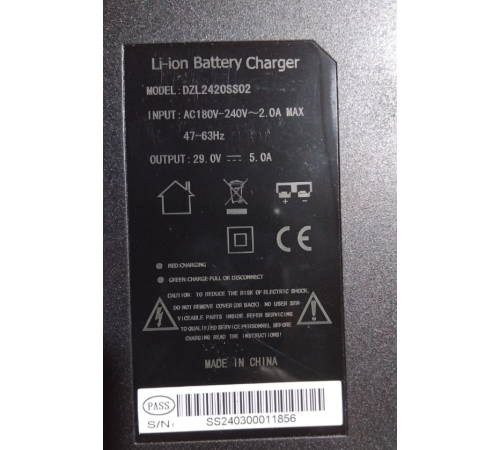 Li-ion Battery Charger
MODEL: DZL2420SS02
INPUT: AC180V-240V～2.0A MAX
47-63Hz
OUTPUT: 29.0V ⎓ 5.0A
+ -
CE
RED:CHARGING
GREEN:CHARGE FULL OR DISCONNECT
CAUTION: TO REDUCE THE RISK OF ELECTRIC SHOCK,
DO NOT REMOVE COVER(OR BACK). NO USER SER
VICEABLE PARTS INSIDE. REFER SERVICING
TO QUALIFIED SERVICE PERSONNEL BEFORE
CHARGING READ THE INSTRUCTIONS!
MADE IN CHINA
PASS
S/N:
SS240300011856